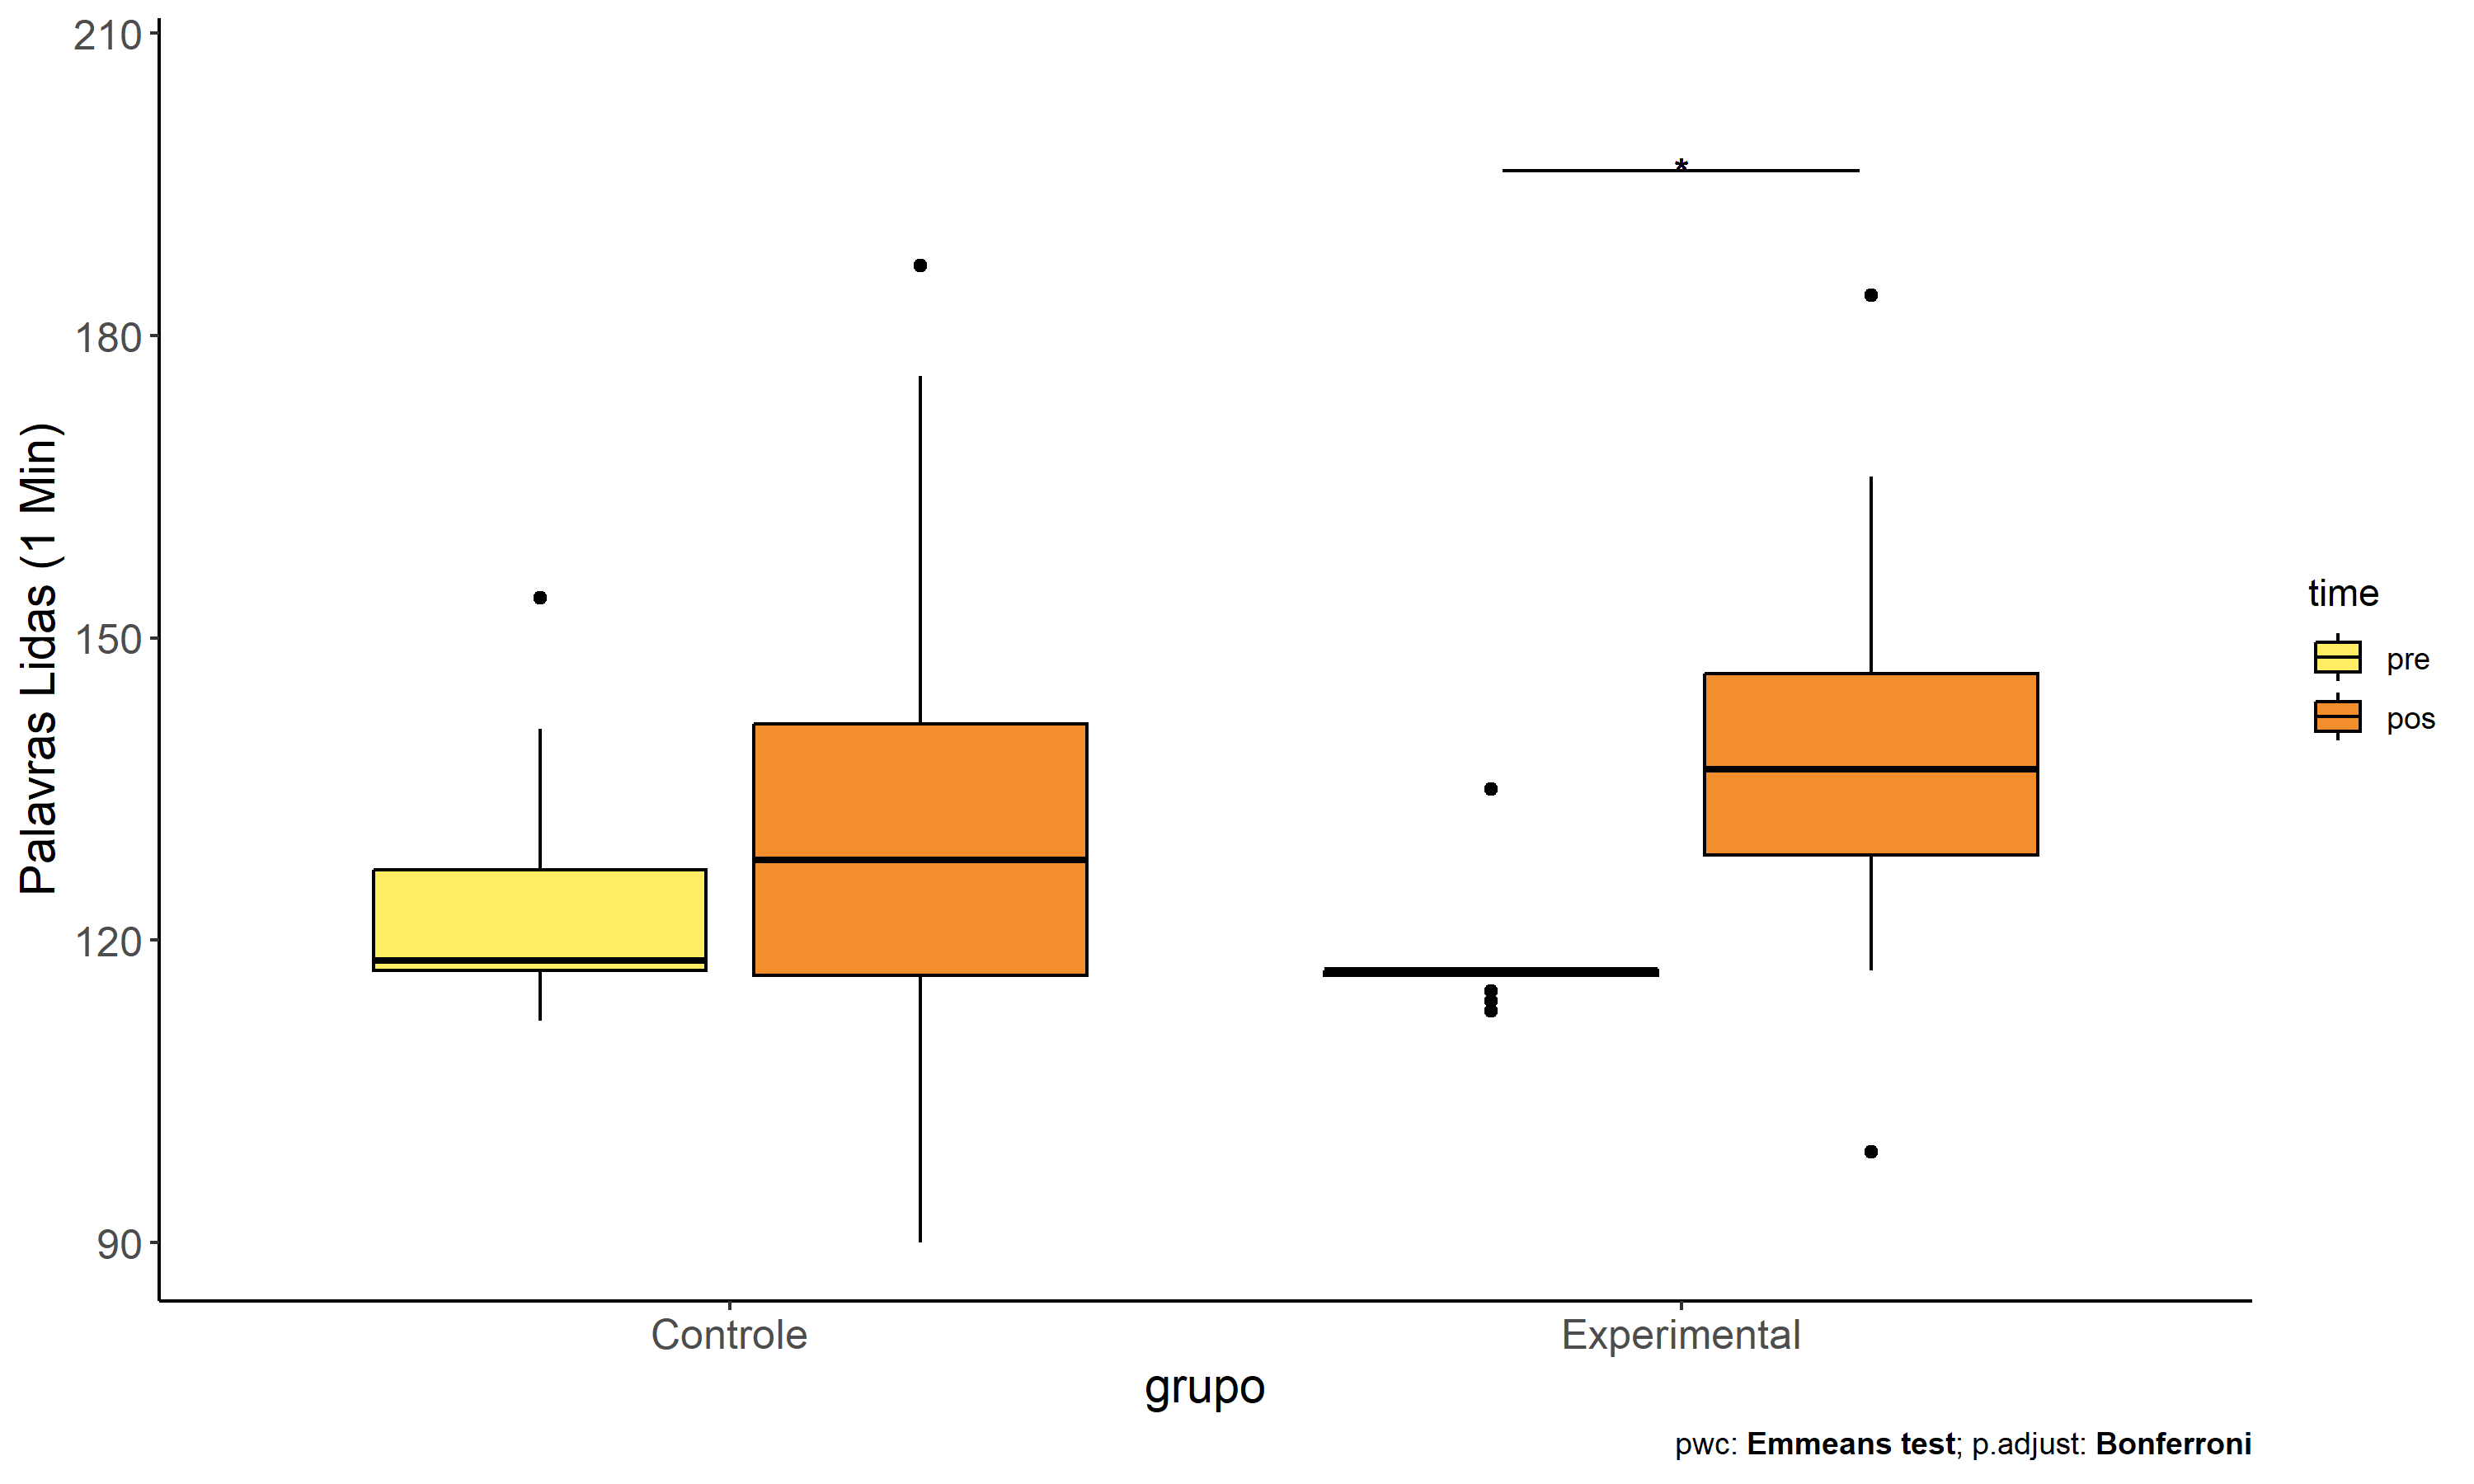 210
180
150
120
90
Palavras Lidas (1 Min)
*
Controle
Experimental
grupo
time
pre
pos
pwc: Emmeans test; p.adjust: Bonferroni